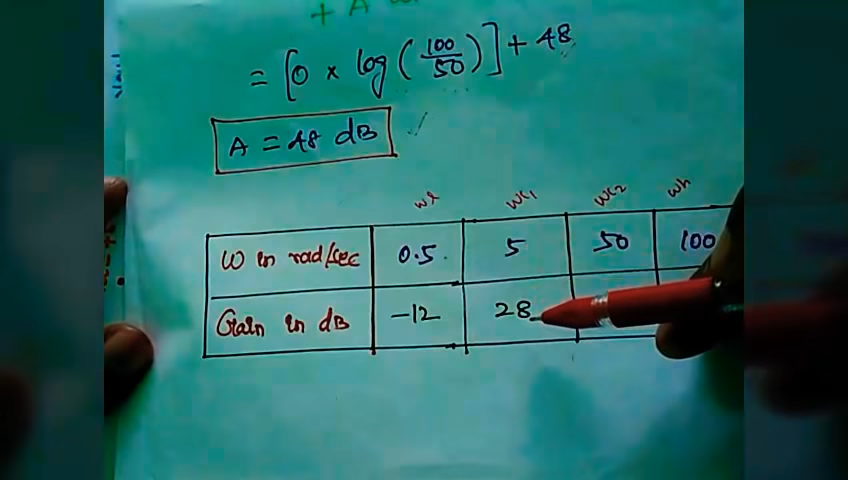 = [0 × log (100/50)] + 48
A = 48 dB ✓
wl wc1 wc2 wh
W in rad/sec 0.5 5 50 100
Gain in dB -12 28